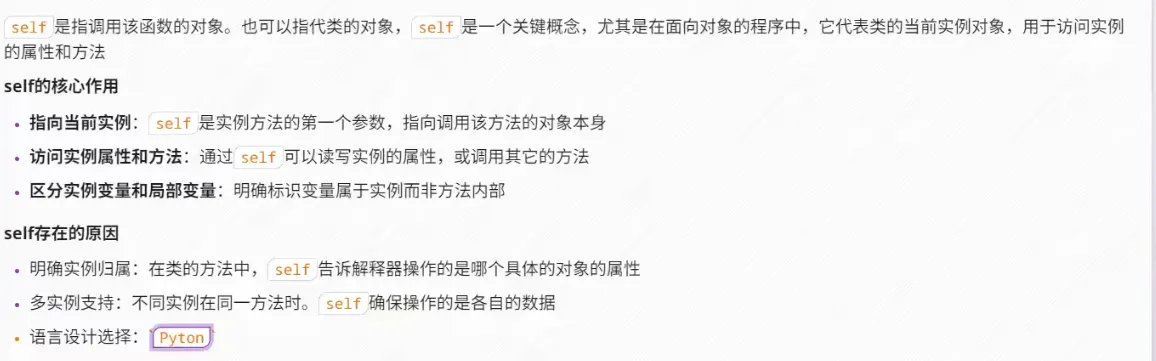 self是指调用该函数的对象。也可以指代类的对象，self是一个关键概念，尤其是在面向对象的程序中，它代表类的当前实例对象，用于访问实例
的属性和方法
self的核心作用
• 指向当前实例：self是实例方法的第一个参数，指向调用该方法的对象本身
• 访问实例属性和方法：通过self可以读写实例的属性，或调用其它的方法
• 区分实例变量和局部变量：明确标识变量属于实例而非方法内部
self存在的原因
• 明确实例归属：在类的方法中，self告诉解释器操作的是哪个具体的对象的属性
• 多实例支持：不同实例在同一方法时。self确保操作的是各自的数据
• 语言设计选择：`Pyton`